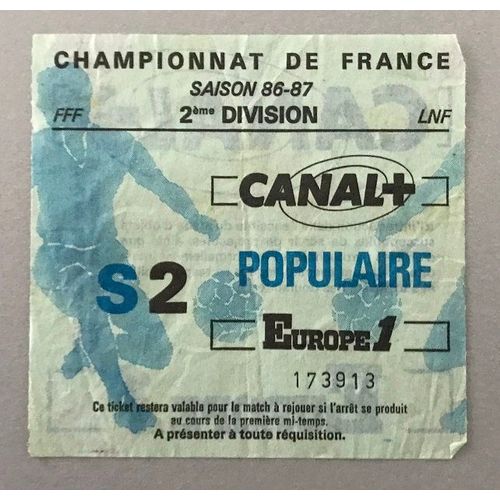 CHAMPIONNAT DE FRANCE
SAISON 86-87
FFF 2ème DIVISION LNF
CANAL+
S2 POPULAIRE
EUROPE 1
173913
Ce ticket restera valable pour le match à rejouer si l'arrêt se produit
au cours de la première mi-temps.
A présenter à toute réquisition.